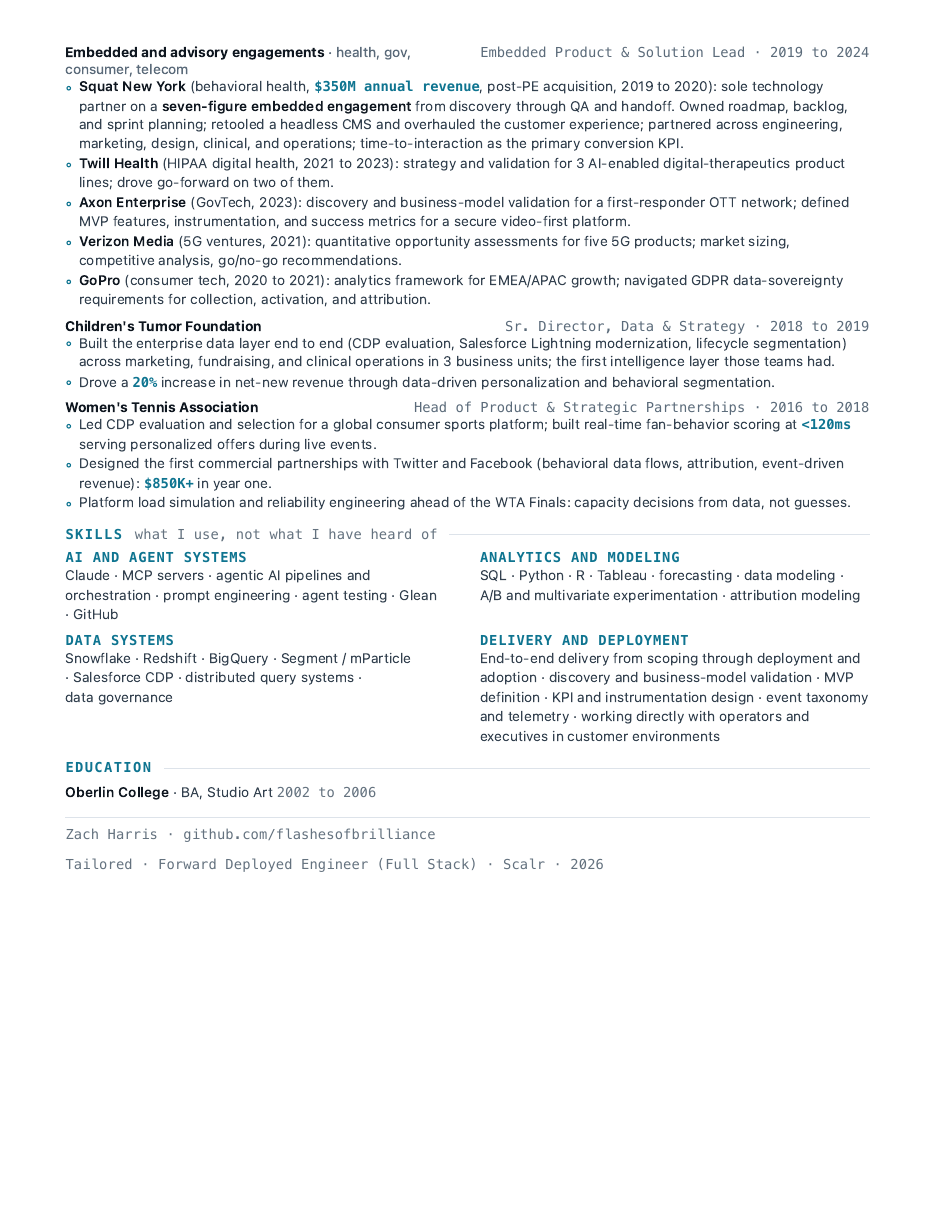 Embedded and advisory engagements · health, gov, consumer, telecom
Embedded Product & Solution Lead · 2019 to 2024
Squat New York (behavioral health, $350M annual revenue, post-PE acquisition, 2019 to 2020): sole technology
partner on a seven-figure embedded engagement from discovery through QA and handoff. Owned roadmap, backlog,
and sprint planning; retooled a headless CMS and overhauled the customer experience; partnered across engineering,
marketing, design, clinical, and operations; time-to-interaction as the primary conversion KPI.
Twill Health (HIPAA digital health, 2021 to 2023): strategy and validation for 3 AI-enabled digital-therapeutics product
lines; drove go-forward on two of them.
Axon Enterprise (GovTech, 2023): discovery and business-model validation for a first-responder OTT network; defined
MVP features, instrumentation, and success metrics for a secure video-first platform.
Verizon Media (5G ventures, 2021): quantitative opportunity assessments for five 5G products; market sizing,
competitive analysis, go/no-go recommendations.
GoPro (consumer tech, 2020 to 2021): analytics framework for EMEA/APAC growth; navigated GDPR data-sovereignty
requirements for collection, activation, and attribution.
Children's Tumor Foundation Sr. Director, Data & Strategy · 2018 to 2019
Built the enterprise data layer end to end (CDP evaluation, Salesforce Lightning modernization, lifecycle segmentation)
across marketing, fundraising, and clinical operations in 3 business units; the first intelligence layer those teams had.
Drove a 20% increase in net-new revenue through data-driven personalization and behavioral segmentation.
Women's Tennis Association Head of Product & Strategic Partnerships · 2016 to 2018
Led CDP evaluation and selection for a global consumer sports platform; built real-time fan-behavior scoring at <120ms
serving personalized offers during live events.
Designed the first commercial partnerships with Twitter and Facebook (behavioral data flows, attribution, event-driven
revenue): $850K+ in year one.
Platform load simulation and reliability engineering ahead of the WTA Finals: capacity decisions from data, not guesses.
SKILLS what I use, not what I have heard of
AI AND AGENT SYSTEMS
Claude · MCP servers · agentic AI pipelines and
orchestration · prompt engineering · agent testing · Glean
· GitHub
ANALYTICS AND MODELING
SQL · Python · R · Tableau · forecasting · data modeling ·
A/B and multivariate experimentation · attribution modeling
DATA SYSTEMS
Snowflake · Redshift · BigQuery · Segment / mParticle
· Salesforce CDP · distributed query systems ·
data governance
DELIVERY AND DEPLOYMENT
End-to-end delivery from scoping through deployment and
adoption · discovery and business-model validation · MVP
definition · KPI and instrumentation design · event taxonomy
and telemetry · working directly with operators and
executives in customer environments
EDUCATION
Oberlin College · BA, Studio Art 2002 to 2006
Zach Harris · github.com/flashesofbrilliance
Tailored · Forward Deployed Engineer (Full Stack) · Scalr · 2026